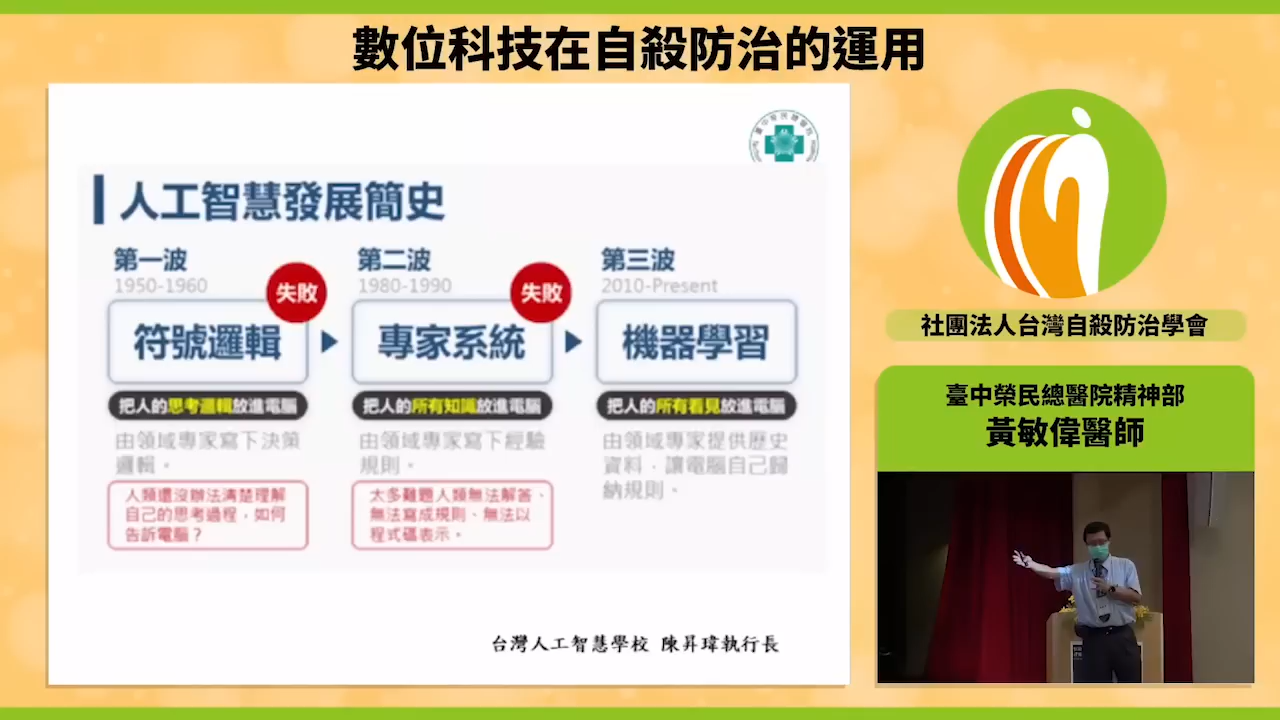 數位科技在自殺防治的運用
人工智慧發展簡史
第一波
1950-1960
失敗
符號邏輯
把人的思考邏輯放進電腦
由領域專家寫下決策
邏輯。
人類還沒辦法清楚理解
自己的思考過程，如何
告訴電腦？
第二波
1980-1990
失敗
專家系統
把人的所有知識放進電腦
由領域專家寫下經驗
規則。
太多難題人類無法解答、
無法寫成規則、無法以
程式碼表示。
第三波
2010-Present
機器學習
把人的所有看見放進電腦
由領域專家提供歷史
資料，讓電腦自己歸
納規則。
台灣人工智慧學校 陳昇瑋執行長
社團法人台灣自殺防治學會
臺中榮民總醫院精神部
黃敏偉醫師